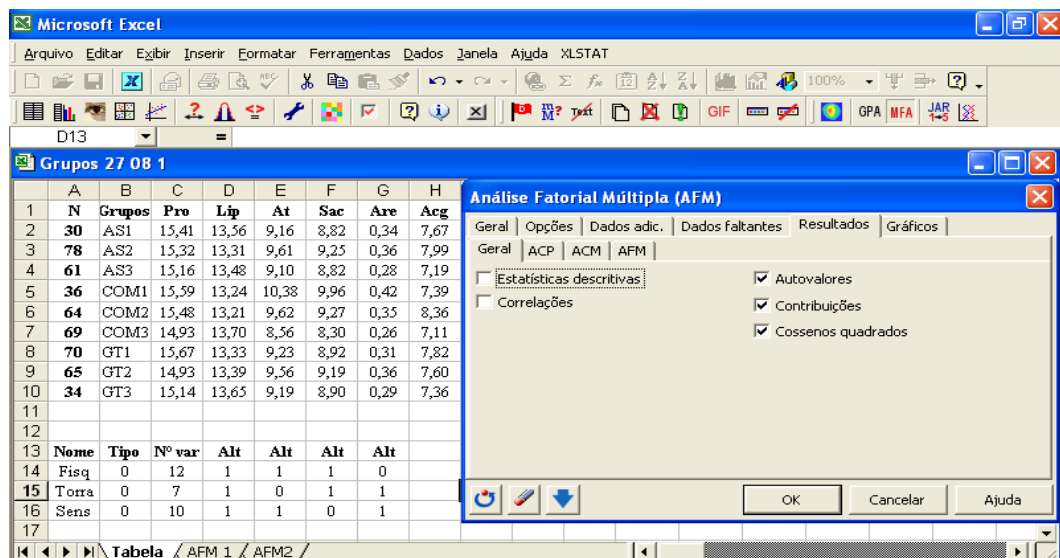 Microsoft Excel
Arquivo Editar Exibir Inserir Formatar Ferramentas Dados Janela Ajuda XLSTAT
100%
GIF GPA MFA JAR 1-5
D13 =
Grupos 27 08 1
A B C D E F G H
1 N Grupos Pro Lip At Sac Are Acg
2 30 AS1 15,41 13,56 9,16 8,82 0,34 7,67
3 78 AS2 15,32 13,31 9,61 9,25 0,36 7,99
4 61 AS3 15,16 13,48 9,10 8,82 0,28 7,19
5 36 COM1 15,59 13,24 10,38 9,96 0,42 7,39
6 64 COM2 15,48 13,21 9,62 9,27 0,35 8,36
7 69 COM3 14,93 13,70 8,56 8,30 0,26 7,11
8 70 GT1 15,67 13,33 9,23 8,92 0,31 7,82
9 65 GT2 14,93 13,39 9,56 9,19 0,36 7,60
10 34 GT3 15,14 13,65 9,19 8,90 0,29 7,36
11
12
13 Nome Tipo Nº var Alt Alt Alt Alt
14 Fisq 0 12 1 1 1 0
15 Torra 0 7 1 0 1 1
16 Sens 0 10 1 1 0 1
17
Tabela AFM 1 AFM2
Análise Fatorial Múltipla (AFM)
Geral Opções Dados adic. Dados faltantes Resultados Gráficos
Geral ACP ACM AFM
Estatísticas descritivas Autovalores
Correlações Contribuições
Cossenos quadrados
OK Cancelar Ajuda